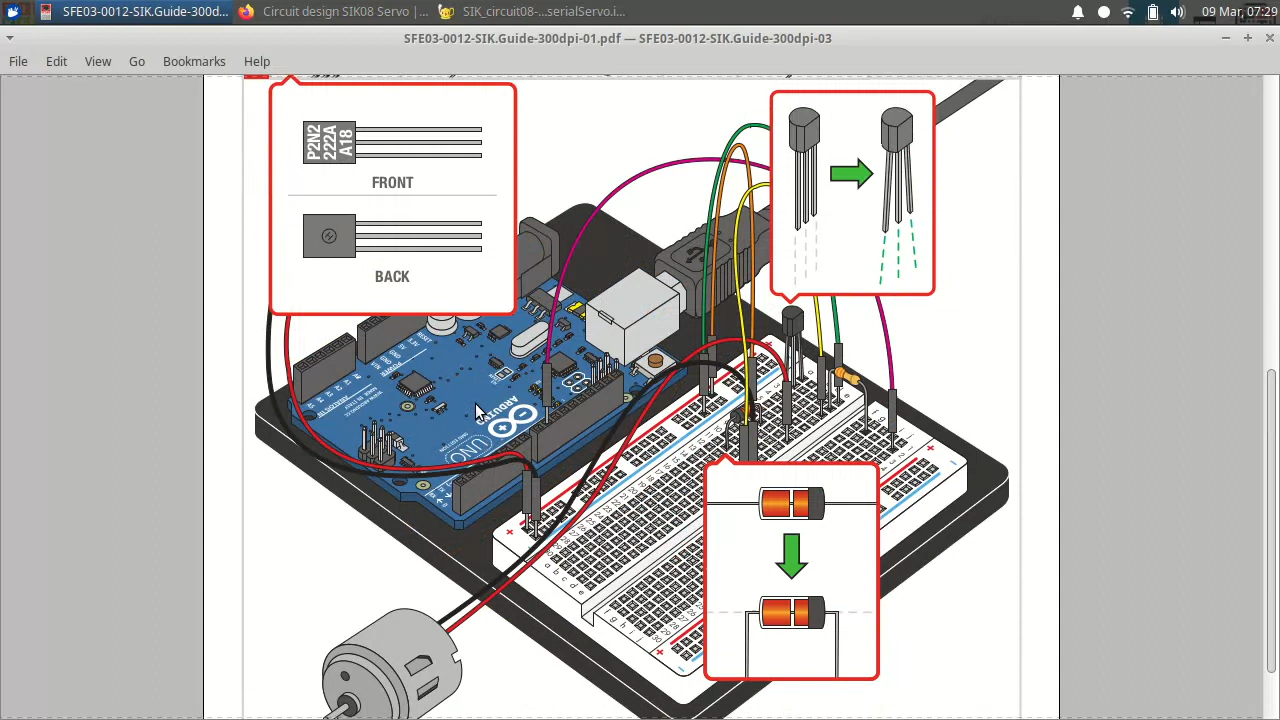 SFE03-0012-SIK.Guide-300d...
Circuit design SIK08 Servo |...
SIK_circuit08-...serialServo.i...
09 Mar, 07:29
SFE03-0012-SIK.Guide-300dpi-01.pdf — SFE03-0012-SIK.Guide-300dpi-03
File Edit View Go Bookmarks Help
P2N2
222A
A18
FRONT
BACK
RESET
POWER
ARDUINO
UNO
a b c d e